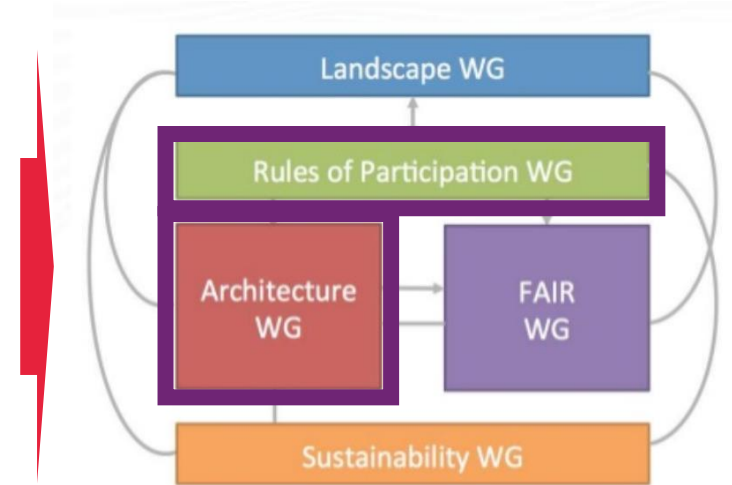 Landscape WG
Rules of Participation WG
Architecture
WG
FAIR
WG
Sustainability WG